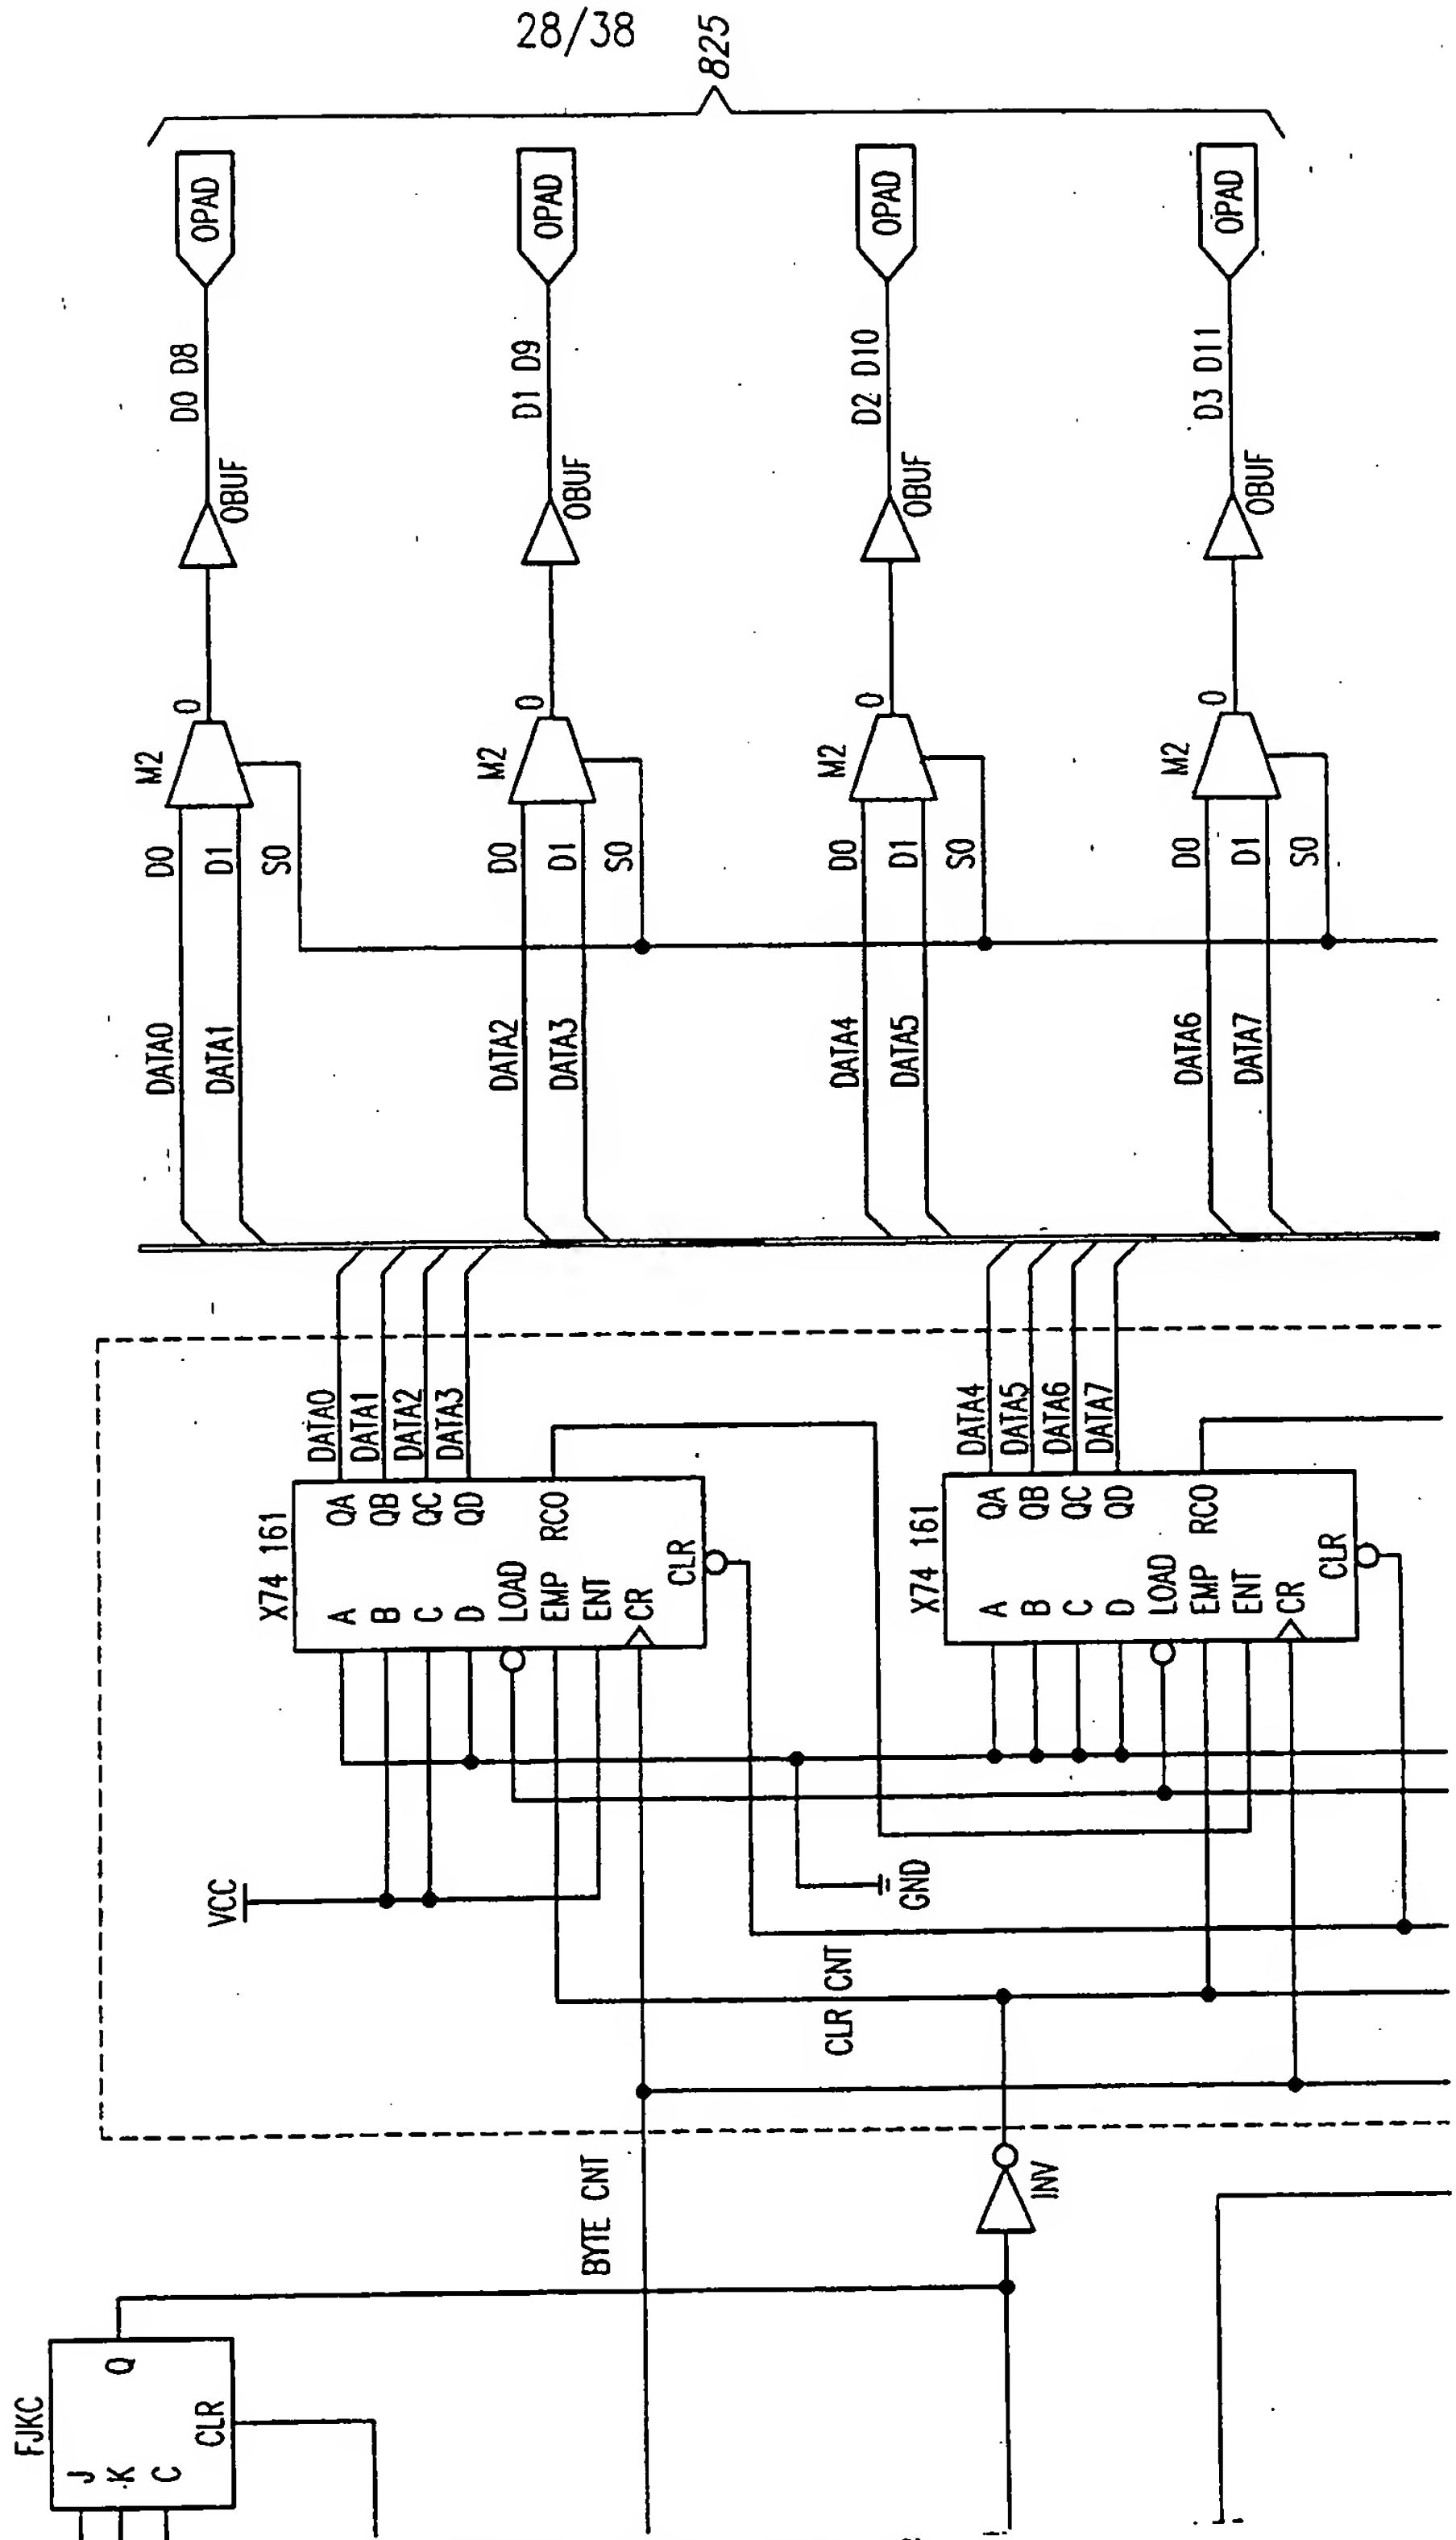 28/38
825
OPAD
OPAD
OPAD
OPAD
D0 D8
D1 D9
D2 D10
D3 D11
OBUF
OBUF
OBUF
OBUF
M2
O
D0
D1
S0
M2
O
D0
D1
S0
M2
O
D0
D1
S0
M2
O
D0
D1
S0
DATA0
DATA1
DATA2
DATA3
DATA4
DATA5
DATA6
DATA7
DATA0
DATA1
DATA2
DATA3
DATA4
DATA5
DATA6
DATA7
X74 161
A QA
B QB
C QC
D QD
LOAD
EMP RCO
ENT
CR
CLR
X74 161
A QA
B QB
C QC
D QD
LOAD
EMP RCO
ENT
CR
CLR
VCC
GND
CLR CNT
BYTE CNT
INV
FJKC
J
K
C
Q
CLR